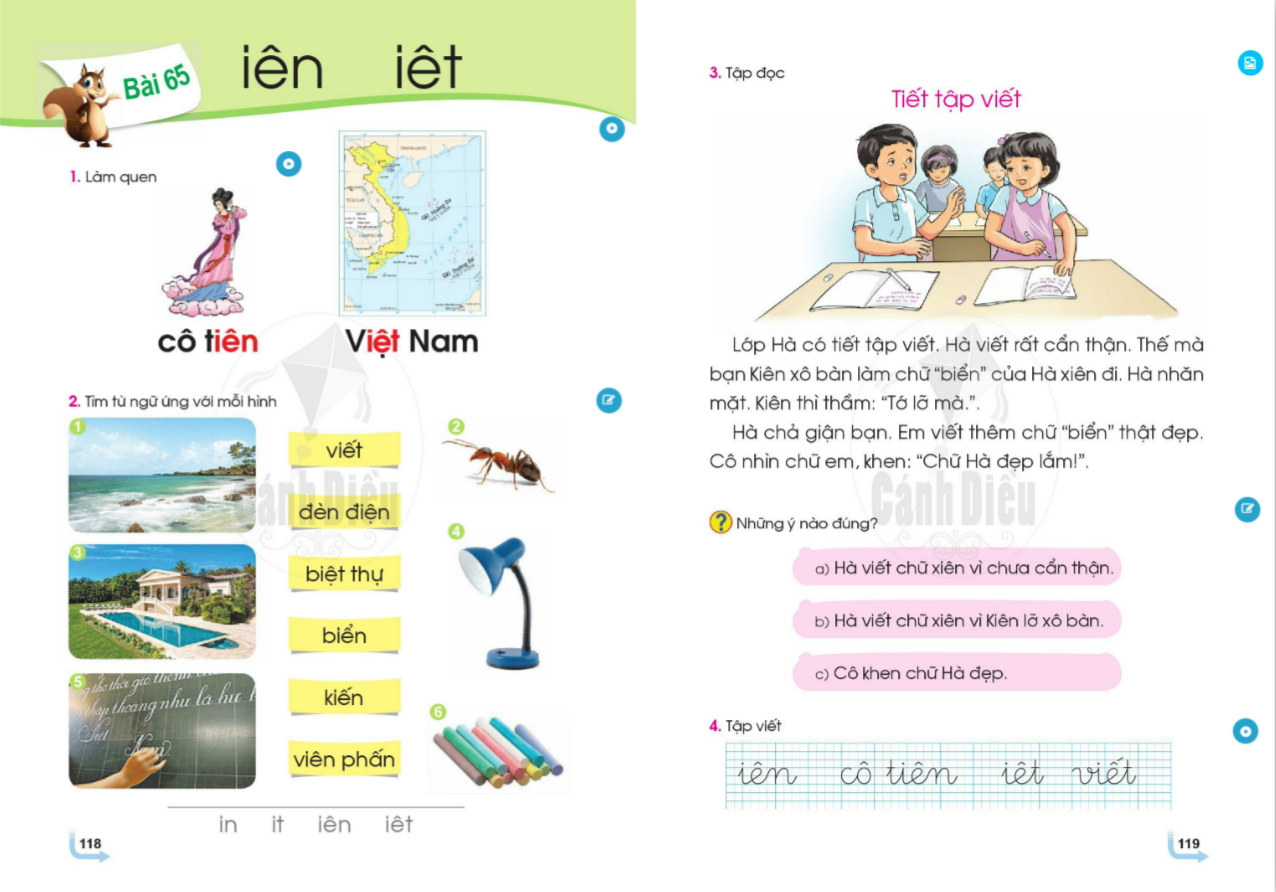 Bài 65
iên iêt
1. Làm quen
cô tiên
Việt Nam
2. Tìm từ ngữ ứng với mỗi hình
1
2
viết
đèn điện
3
4
biệt thự
biển
5
6
kiến
viên phấn
in it iên iêt
118
3. Tập đọc
Tiết tập viết
Lớp Hà có tiết tập viết. Hà viết rất cẩn thận. Thế mà
bạn Kiên xô bàn làm chữ “biển” của Hà xiên đi. Hà nhăn
mặt. Kiên thì thầm: “Tớ lỡ mà.”.
Hà chả giận bạn. Em viết thêm chữ “biển” thật đẹp.
Cô nhìn chữ em, khen: “Chữ Hà đẹp lắm!”.
Cánh Diều
Cánh Diều
? Những ý nào đúng?
a) Hà viết chữ xiên vì chưa cẩn thận.
b) Hà viết chữ xiên vì Kiên lỡ xô bàn.
c) Cô khen chữ Hà đẹp.
4. Tập viết
iên cô tiên iêt viết
119